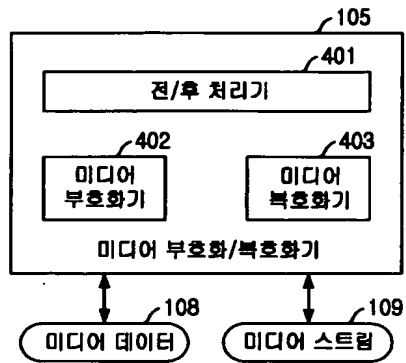 105
401
전/후 처리기
402
403
미디어
부호화기
미디어
복호화기
미디어 부호화/복호화기
108
109
미디어 데이터
미디어 스트림